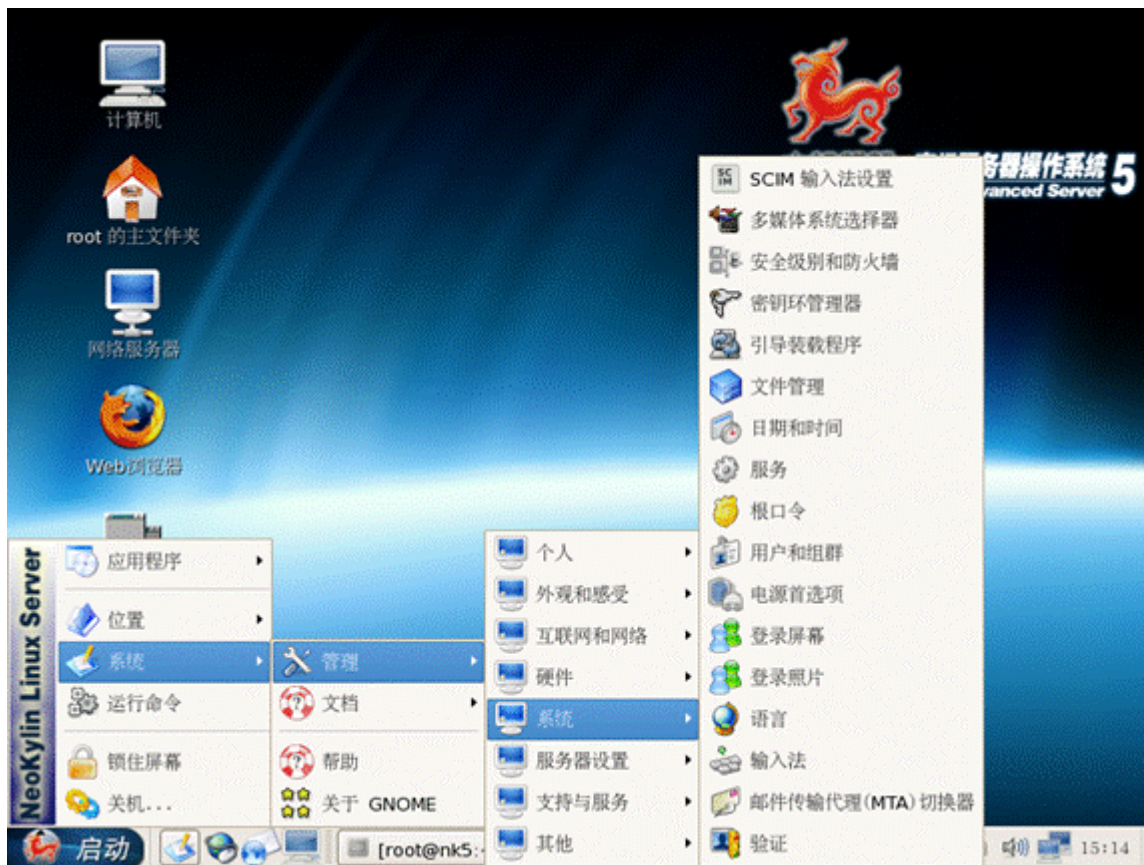 计算机
root 的主文件夹
网络服务器
Web浏览器
务器操作系统 5
vanced Server
NeoKylin Linux Server
应用程序
位置
系统
运行命令
锁住屏幕
关机...
管理
文档
帮助
关于 GNOME
个人
外观和感受
互联网和网络
硬件
系统
服务器设置
支持与服务
其他
SCIM 输入法设置
多媒体系统选择器
安全级别和防火墙
密钥环管理器
引导装载程序
文件管理
日期和时间
服务
根口令
用户和组群
电源首选项
登录屏幕
登录照片
语言
输入法
邮件传输代理(MTA)切换器
验证
启动
[root@nk5:
15:14